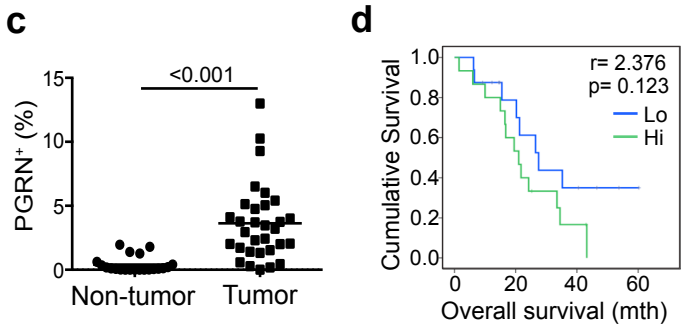 c
<0.001
15
10
5
0
PGRN⁺ (%)
Non-tumor
Tumor
d
r= 2.376
p= 0.123
Lo
Hi
1.0
0.8
0.6
0.4
0.2
0.0
Cumulative Survival
0
20
40
60
Overall survival (mth)